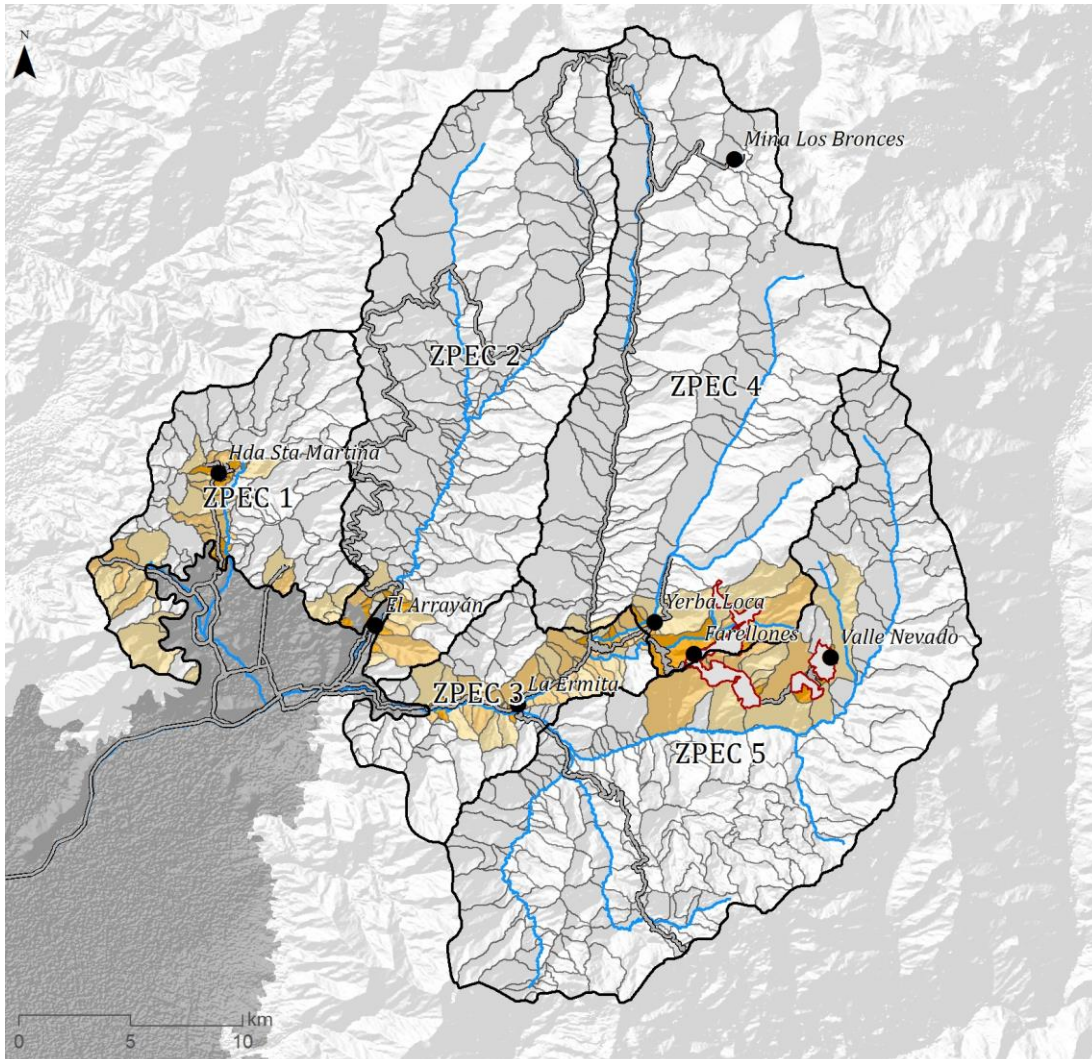 N
Mina Los Bronces
ZPEC 2
ZPEC 4
Hda Sta Martina
ZPEC 1
El Arrayán
Yerba Loca
Farellones
Valle Nevado
ZPEC 3
La Ermita
ZPEC 5
km
0
5
10